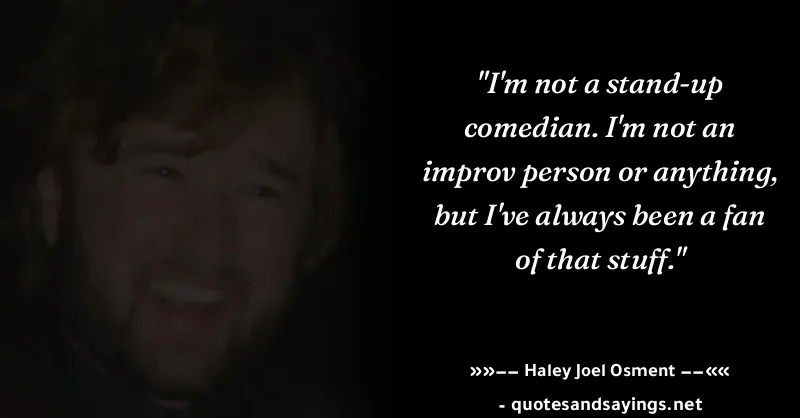 "I'm not a stand-up
comedian. I'm not an
improv person or anything,
but I've always been a fan
of that stuff."
»»–– Haley Joel Osment ––««
- quotesandsayings.net